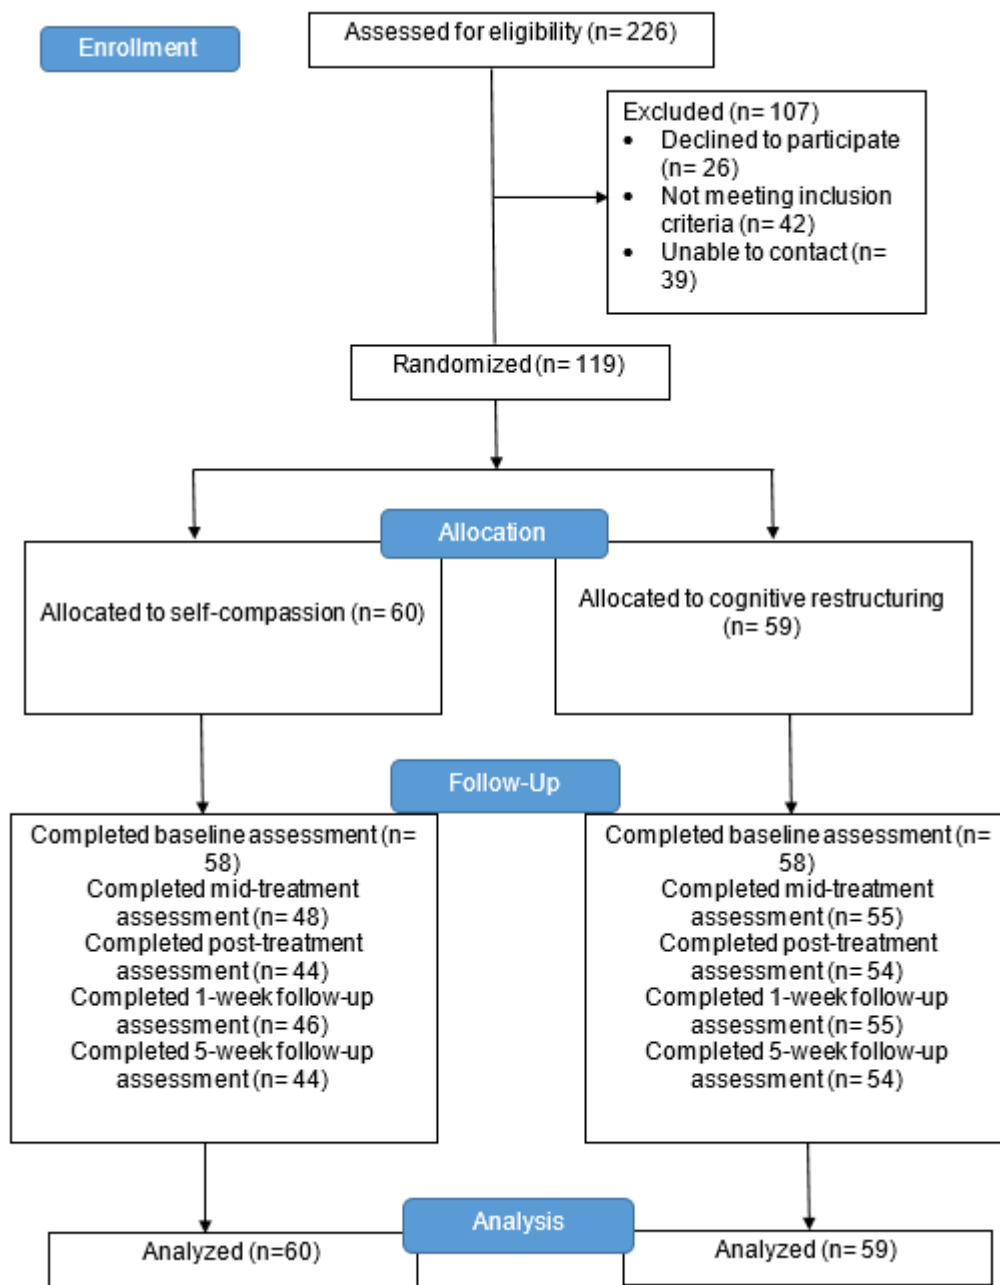 Enrollment
Assessed for eligibility (n= 226)
Excluded (n= 107)
• Declined to participate
(n= 26)
• Not meeting inclusion
criteria (n= 42)
• Unable to contact (n=
39)
Randomized (n= 119)
Allocation
Allocated to self-compassion (n= 60)
Allocated to cognitive restructuring
(n= 59)
Follow-Up
Completed baseline assessment (n=
58)
Completed mid-treatment
assessment (n= 48)
Completed post-treatment
assessment (n= 44)
Completed 1-week follow-up
assessment (n= 46)
Completed 5-week follow-up
assessment (n= 44)
Completed baseline assessment (n=
58)
Completed mid-treatment
assessment (n= 55)
Completed post-treatment
assessment (n= 54)
Completed 1-week follow-up
assessment (n= 55)
Completed 5-week follow-up
assessment (n= 54)
Analysis
Analyzed (n=60)
Analyzed (n= 59)